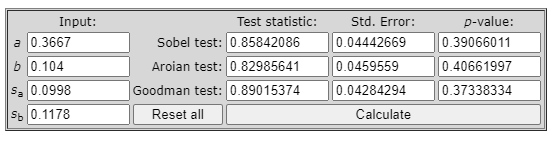 Input: Test statistic: Std. Error: p-value:
a 0.3667 Sobel test: 0.85842086 0.04442669 0.39066011
b 0.104 Aroian test: 0.82985641 0.0459559 0.40661997
sa 0.0998 Goodman test: 0.89015374 0.04284294 0.37338334
sb 0.1178 Reset all Calculate